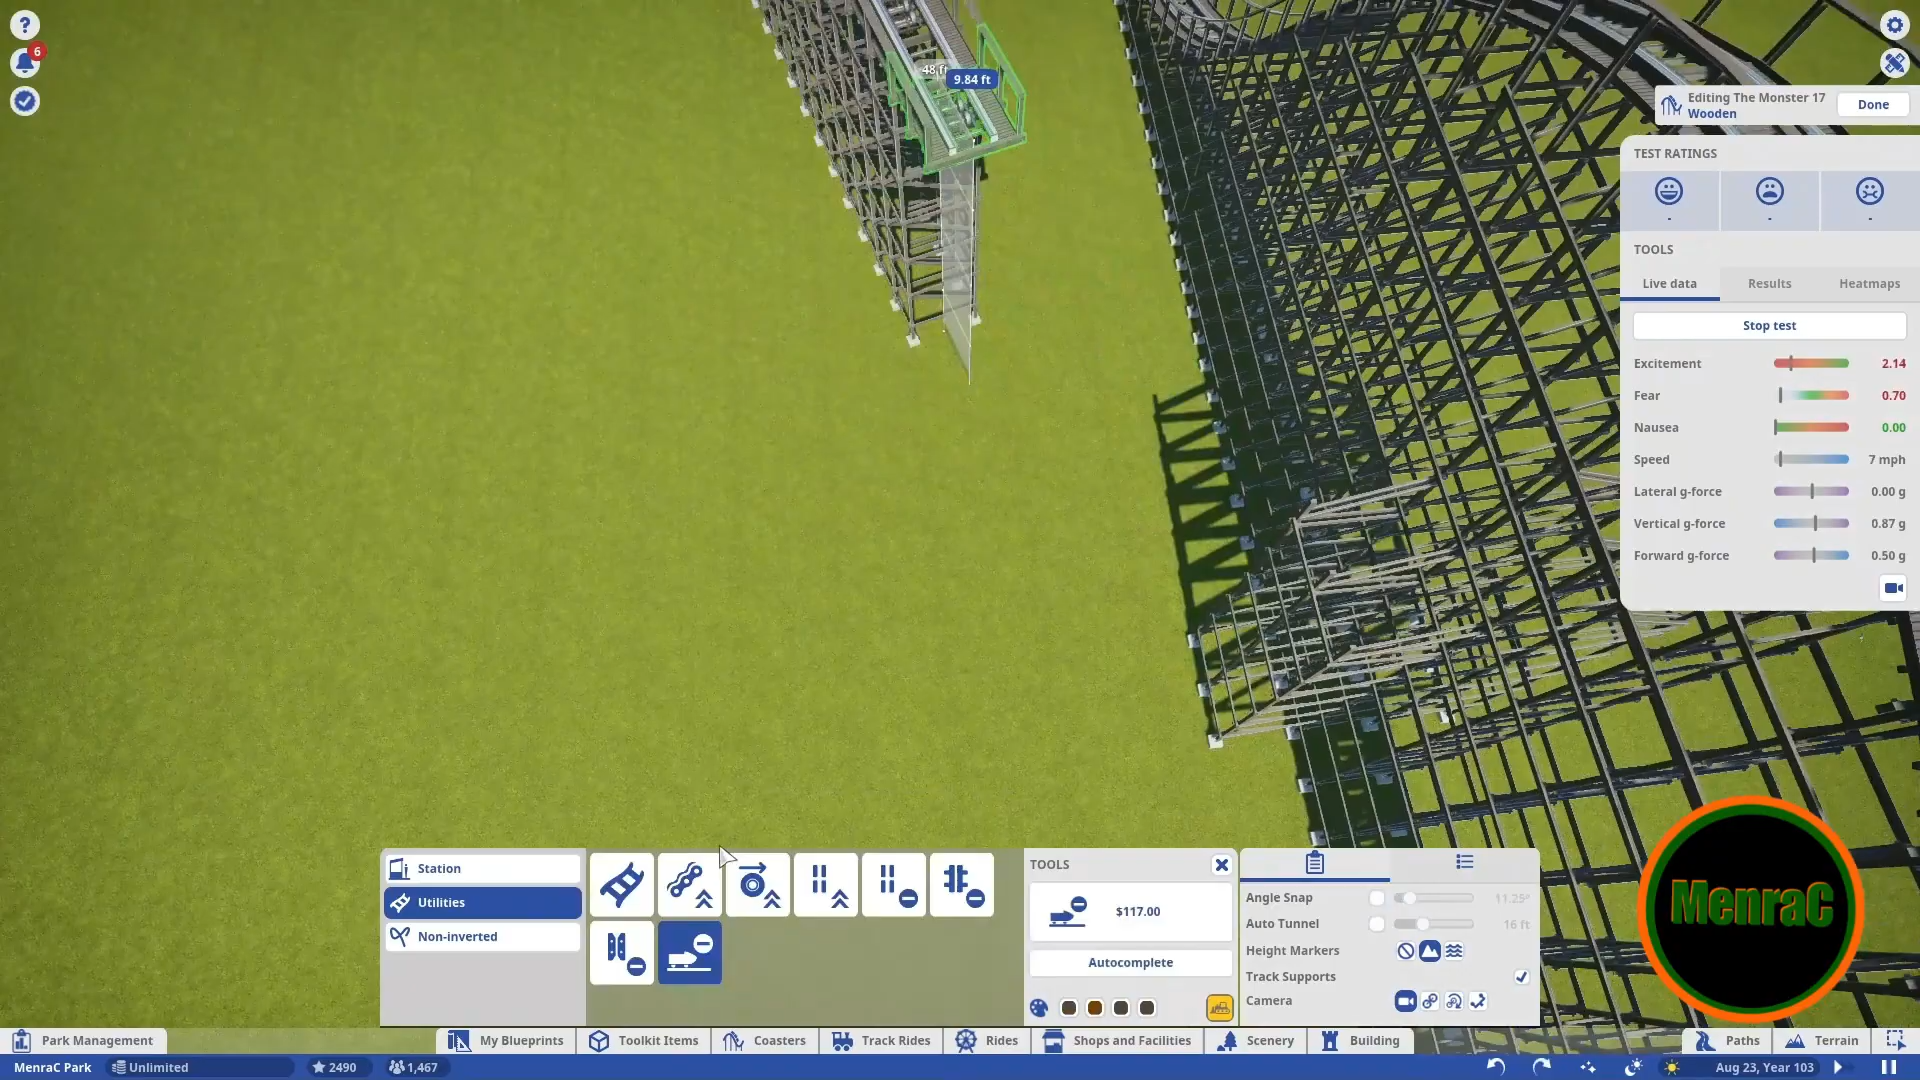 ?
6
48 ft
9.84 ft
Editing The Monster 17
Wooden
Done
TEST RATINGS
-
-
-
TOOLS
Live data
Results
Heatmaps
Stop test
Excitement
2.14
Fear
0.70
Nausea
0.00
Speed
7 mph
Lateral g-force
0.00 g
Vertical g-force
0.87 g
Forward g-force
0.50 g
Station
Utilities
Non-inverted
TOOLS
$117.00
Autocomplete
Angle Snap
11.25°
Auto Tunnel
16 ft
Height Markers
Track Supports
Camera
MenraC
Park Management
My Blueprints
Toolkit Items
Coasters
Track Rides
Rides
Shops and Facilities
Scenery
Building
Paths
Terrain
MenraC Park
Unlimited
2490
1,467
Aug 23, Year 103